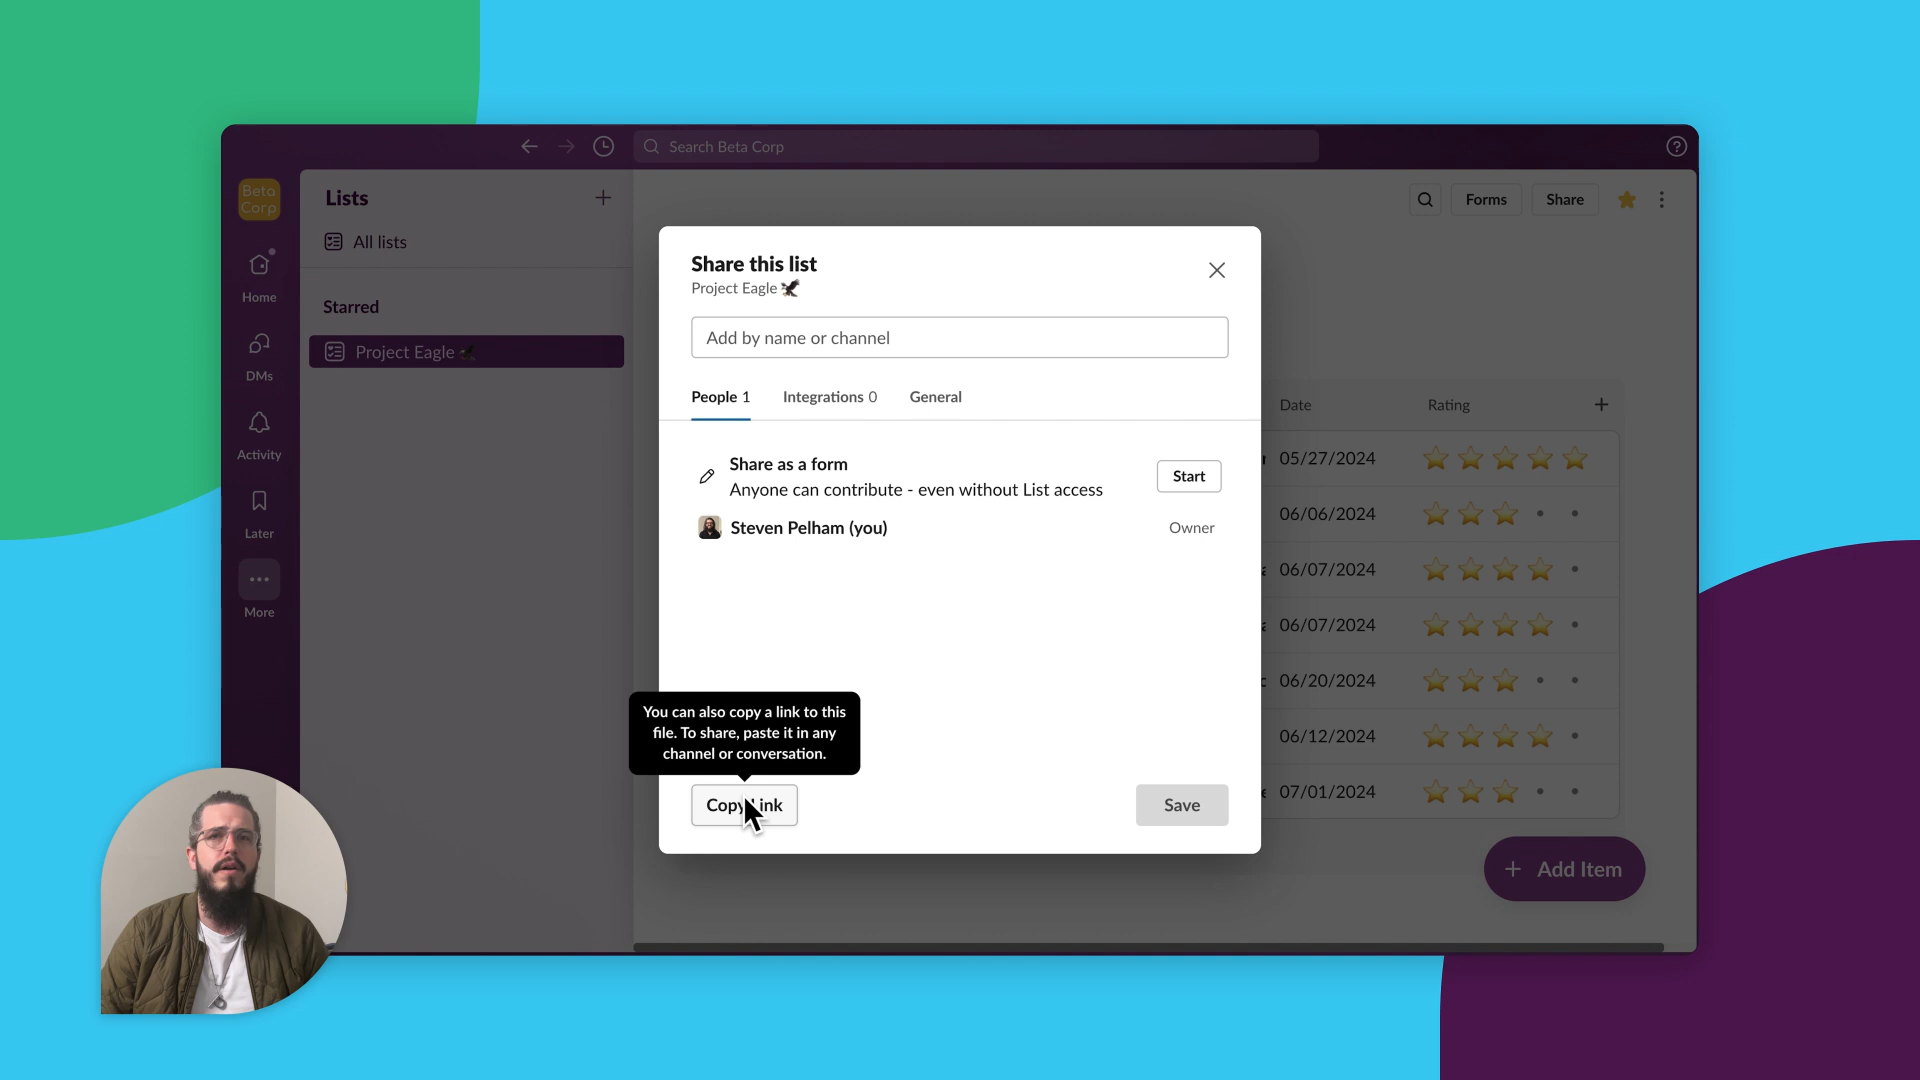 Search Beta Corp
Beta
Corp
Home
DMs
Activity
Later
More
Lists
All lists
Starred
Project Eagle
Forms
Share
Share this list
Project Eagle
Add by name or channel
People 1
Integrations 0
General
Share as a form
Anyone can contribute - even without List access
Start
Steven Pelham (you)
Owner
You can also copy a link to this
file. To share, paste it in any
channel or conversation.
Copy Link
Save
Date
Rating
05/27/2024
06/06/2024
06/07/2024
06/07/2024
06/20/2024
06/12/2024
07/01/2024
Add Item